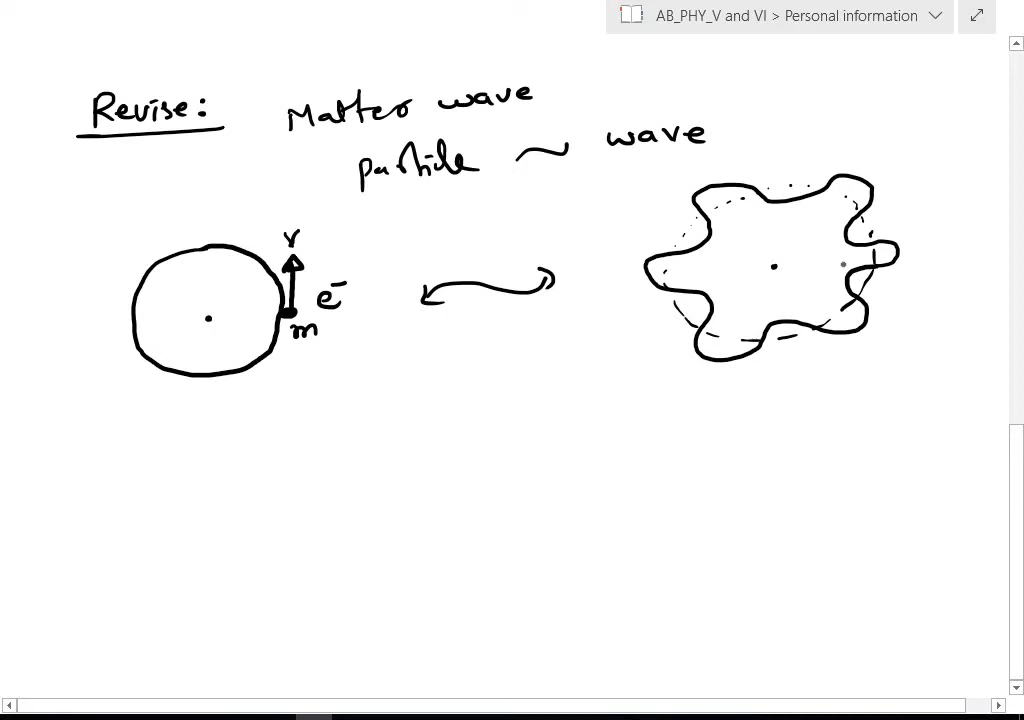 AB_PHY_V and VI > Personal information
Revise: Matter wave
particle ~ wave
v
e⁻
m